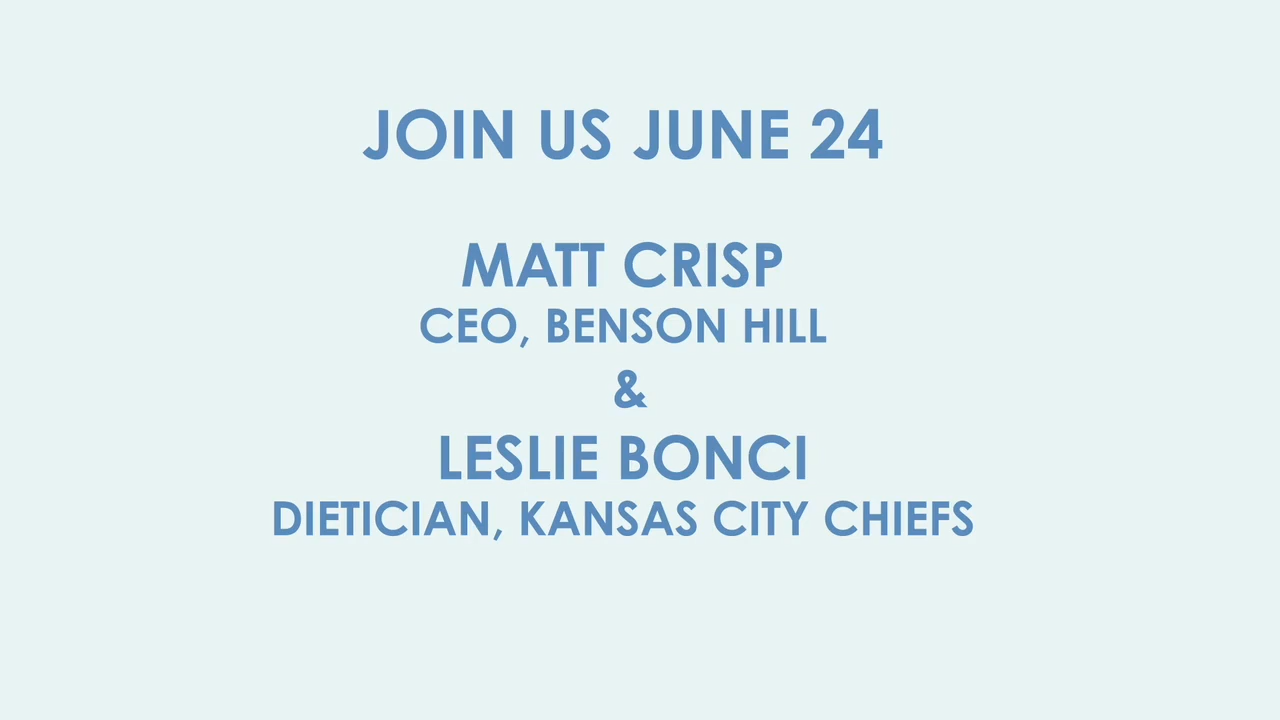 JOIN US JUNE 24
MATT CRISP
CEO, BENSON HILL
&
LESLIE BONCI
DIETICIAN, KANSAS CITY CHIEFS